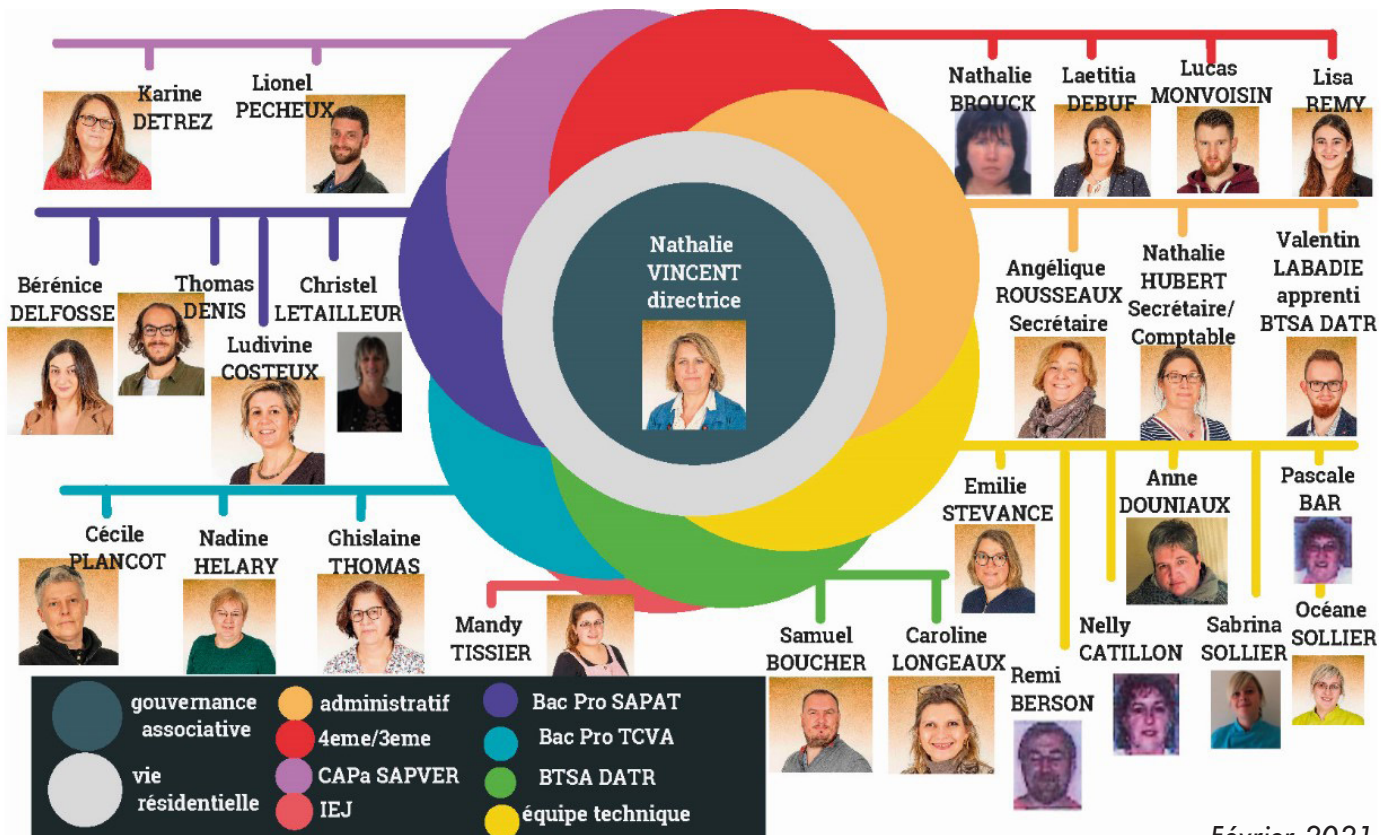 Karine
DETREZ
Lionel
PECHEUX
Nathalie
BROUCK
Laetitia
DEBUF
Lucas
MONVOISIN
Lisa
REMY
Bérénice
DELFOSSE
Thomas
DENIS
Ludivine
COSTEUX
Christel
LETAILLEUR
Nathalie
VINCENT
directrice
Angélique
ROUSSEAUX
Secrétaire
Nathalie
HUBERT
Secrétaire/
Comptable
Valentin
LABADIE
apprenti
BTSA DATR
Cécile
PLANCOT
Nadine
HELARY
Ghislaine
THOMAS
Mandy
TISSIER
Samuel
BOUCHER
Caroline
LONGEAUX
Emilie
STEVANCE
Remi
BERSON
Nelly
CATILLON
Anne
DOUNIAUX
Sabrina
SOLLIER
Pascale
BAR
Océane
SOLLIER
gouvernance
associative
vie
résidentielle
administratif
4eme/3eme
CAPa SAPVER
IEJ
Bac Pro SAPAT
Bac Pro TCVA
BTSA DATR
équipe technique
Février 2021